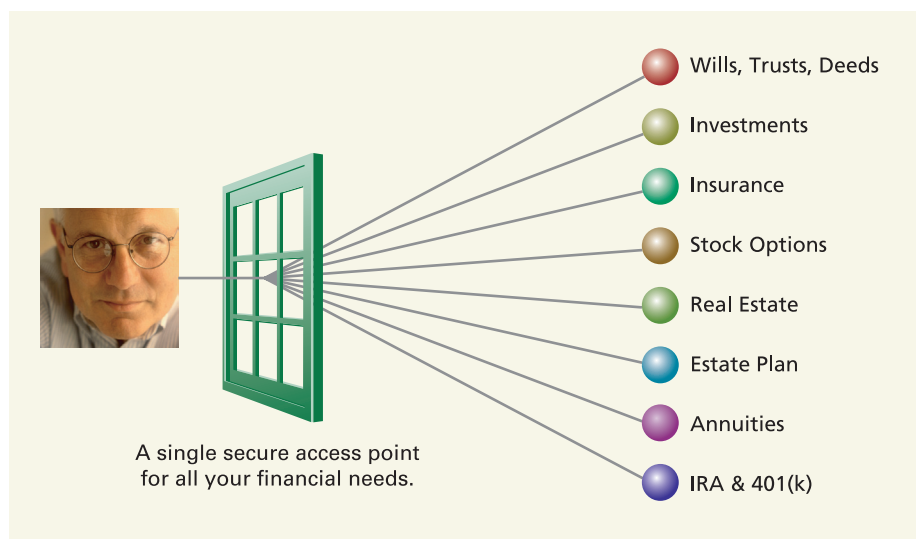 Wills, Trusts, Deeds
Investments
Insurance
Stock Options
Real Estate
Estate Plan
Annuities
IRA & 401(k)
A single secure access point
for all your financial needs.